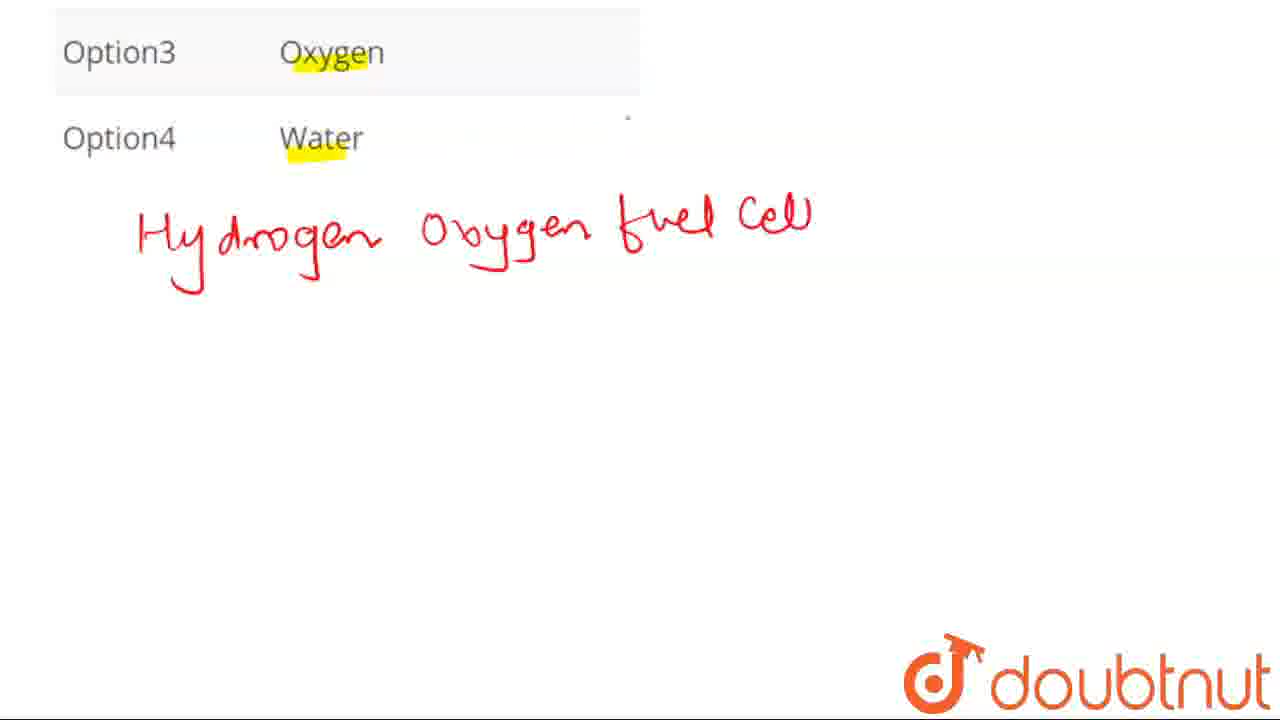 Option3 Oxygen
Option4 Water
Hydrogen Oxygen fuel Cell
doubtnut